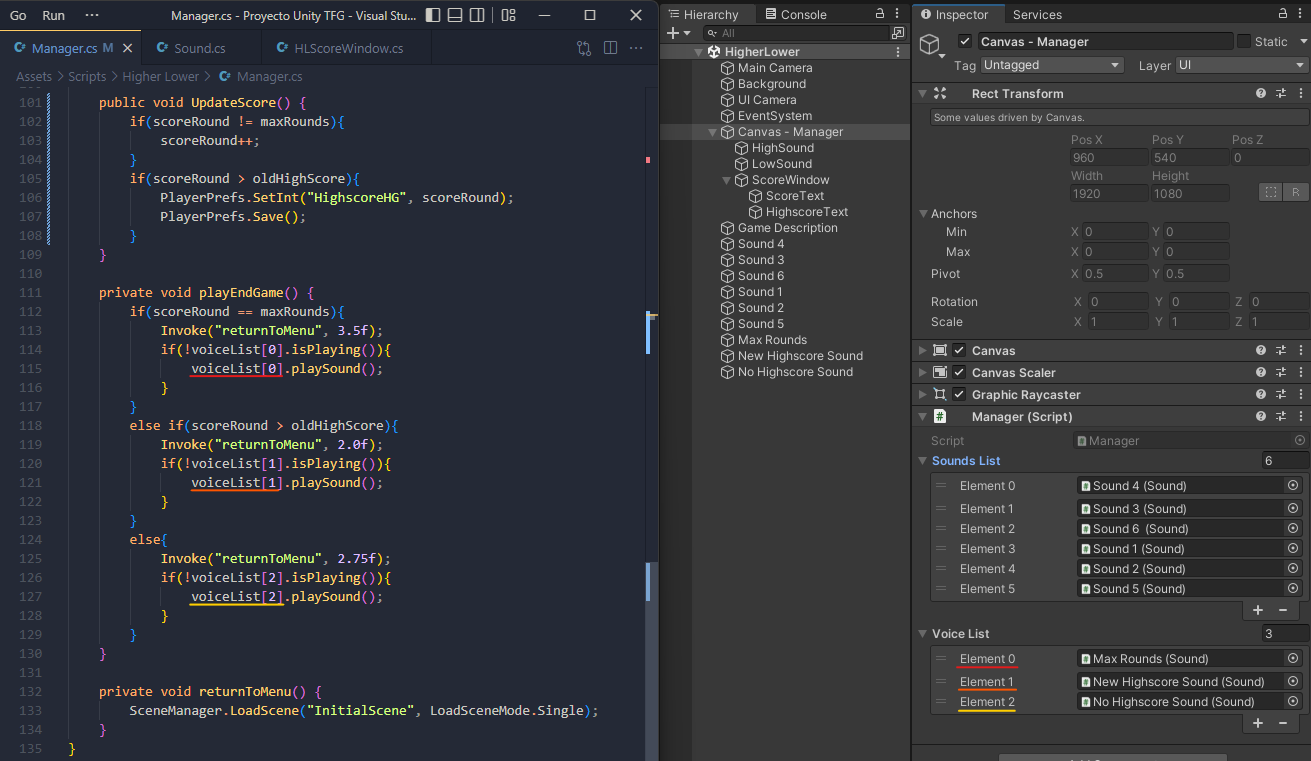 Go Run ··· Manager.cs - Proyecto Unity TFG - Visual Stu...
Manager.cs M Sound.cs HLScoreWindow.cs
Assets > Scripts > Higher Lower > Manager.cs
101 public void UpdateScore() {
102 if(scoreRound != maxRounds){
103 scoreRound++;
104 }
105 if(scoreRound > oldHighScore){
106 PlayerPrefs.SetInt("HighscoreHG", scoreRound);
107 PlayerPrefs.Save();
108 }
109 }
110
111 private void playEndGame() {
112 if(scoreRound == maxRounds){
113 Invoke("returnToMenu", 3.5f);
114 if(!voiceList[0].isPlaying()){
115 voiceList[0].playSound();
116 }
117 }
118 else if(scoreRound > oldHighScore){
119 Invoke("returnToMenu", 2.0f);
120 if(!voiceList[1].isPlaying()){
121 voiceList[1].playSound();
122 }
123 }
124 else{
125 Invoke("returnToMenu", 2.75f);
126 if(!voiceList[2].isPlaying()){
127 voiceList[2].playSound();
128 }
129 }
130 }
131
132 private void returnToMenu() {
133 SceneManager.LoadScene("InitialScene", LoadSceneMode.Single);
134 }
135 }
Hierarchy Console
All
HigherLower
Main Camera
Background
UI Camera
EventSystem
Canvas - Manager
HighSound
LowSound
ScoreWindow
ScoreText
HighscoreText
Game Description
Sound 4
Sound 3
Sound 6
Sound 1
Sound 2
Sound 5
Max Rounds
New Highscore Sound
No Highscore Sound
Inspector Services
Canvas - Manager Static
Tag Untagged Layer UI
Rect Transform
Some values driven by Canvas.
Pos X Pos Y Pos Z
960 540 0
Width Height
1920 1080 R
Anchors
Min X 0 Y 0
Max X 0 Y 0
Pivot X 0.5 Y 0.5
Rotation X 0 Y 0 Z 0
Scale X 1 Y 1 Z 1
Canvas
Canvas Scaler
Graphic Raycaster
# Manager (Script)
Script Manager
Sounds List 6
Element 0 Sound 4 (Sound)
Element 1 Sound 3 (Sound)
Element 2 Sound 6 (Sound)
Element 3 Sound 1 (Sound)
Element 4 Sound 2 (Sound)
Element 5 Sound 5 (Sound)
+ −
Voice List 3
Element 0 Max Rounds (Sound)
Element 1 New Highscore Sound (Sound)
Element 2 No Highscore Sound (Sound)
+ −